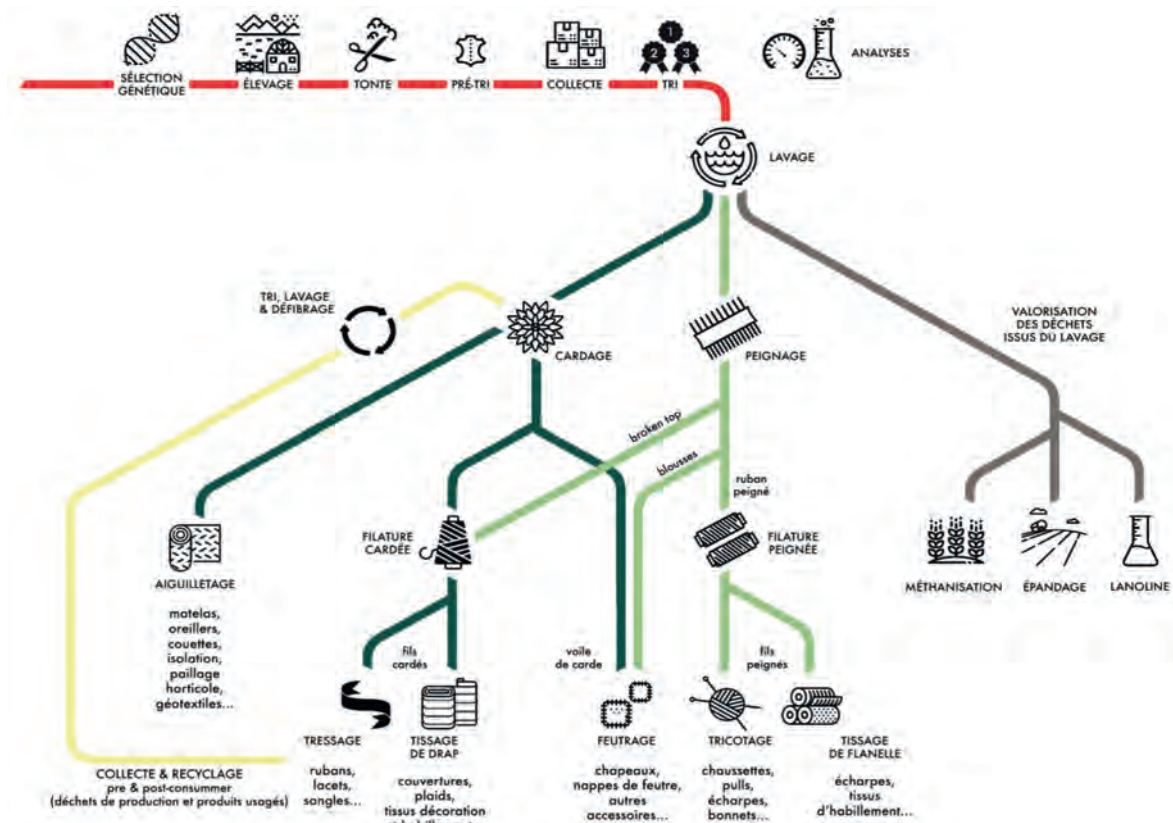 SÉLECTION
GÉNÉTIQUE
ÉLEVAGE
TONTE
PRÉ-TRI
COLLECTE
1
2
3
TRI
ANALYSES
LAVAGE
TRI, LAVAGE
& DÉFIBRAGE
CARDAGE
PEIGNAGE
VALORISATION
DES DÉCHETS
ISSUS DU LAVAGE
broken top
blousses
ruban
peigné
FILATURE
CARDÉE
FILATURE
PEIGNÉE
AIGUILLETAGE
matelas,
oreillers,
couettes,
isolation,
paillage
horticole,
géotextiles...
MÉTHANISATION
ÉPANDAGE
LANOLINE
fils
cardés
voile
de carde
fils
peignés
TRESSAGE
rubans,
lacets,
sangles...
TISSAGE
DE DRAP
couvertures,
plaids,
tissus décoration
FEUTRAGE
chapeaux,
nappes de feutre,
autres
accessoires...
TRICOTAGE
chaussettes,
pulls,
écharpes,
bonnets...
TISSAGE
DE FLANELLE
écharpes,
tissus
d'habillement...
COLLECTE & RECYCLAGE
pre & post-consummer
(déchets de production et produits usagés)